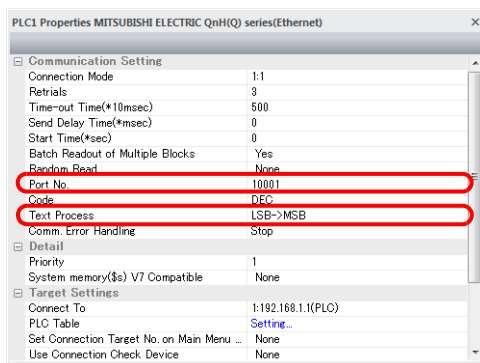 PLC1 Properties MITSUBISHI ELECTRIC QnH(Q) series(Ethernet)
Communication Setting
Connection Mode 1:1
Retrials 3
Time-out Time(*10msec) 500
Send Delay Time(*msec) 0
Start Time(*sec) 0
Batch Readout of Multiple Blocks Yes
Random Read None
Port No. 10001
Code DEC
Text Process LSB->MSB
Comm. Error Handling Stop
Detail
Priority 1
System memory($s) V7 Compatible None
Target Settings
Connect To 1:192.168.1.1(PLC)
PLC Table Setting...
Set Connection Target No. on Main Menu ... None
Use Connection Check Device None